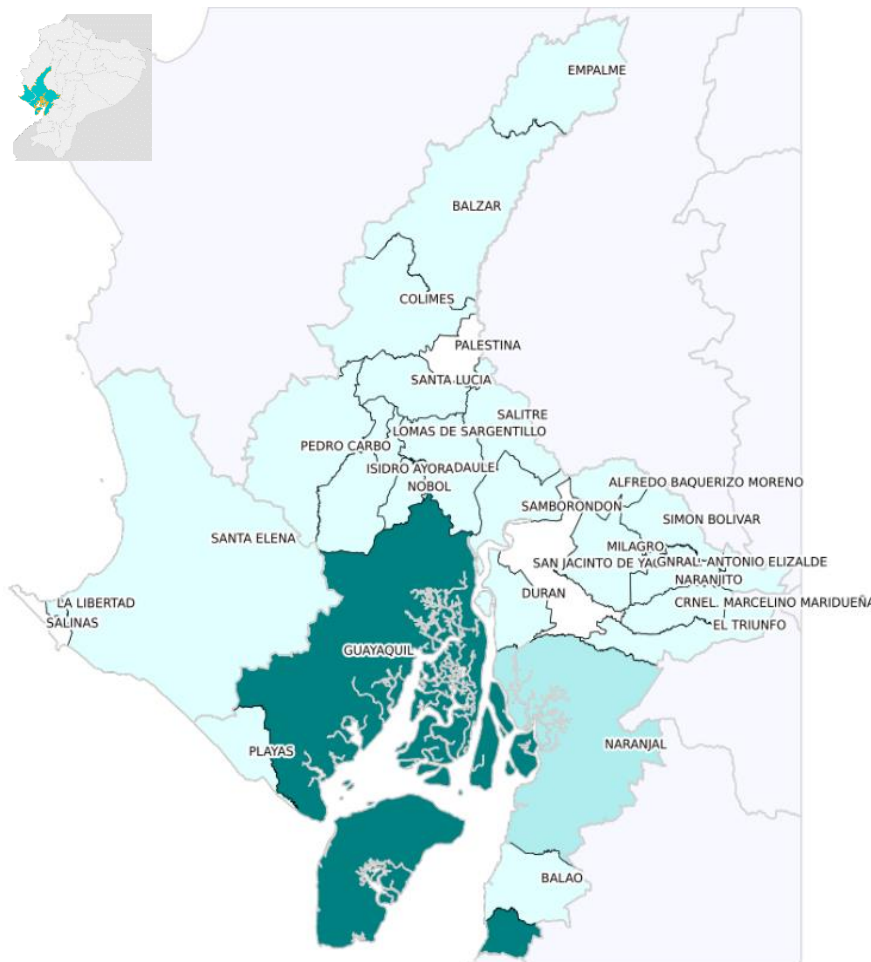 EMPALME
BALZAR
COLIMES
PALESTINA
SANTA LUCIA
SALITRE
LOMAS DE SARGENTILLO
PEDRO CARBO
ISIDRO AYORA
DAULE
NOBOL
ALFREDO BAQUERIZO MORENO
SAMBORONDON
SIMON BOLIVAR
SANTA ELENA
MILAGRO
SAN JACINTO DE YAG
GNRAL. ANTONIO ELIZALDE
NARANJITO
DURAN
LA LIBERTAD
CRNEL. MARCELINO MARIDUEÑA
SALINAS
EL TRIUNFO
GUAYAQUIL
PLAYAS
NARANJAL
BALAO